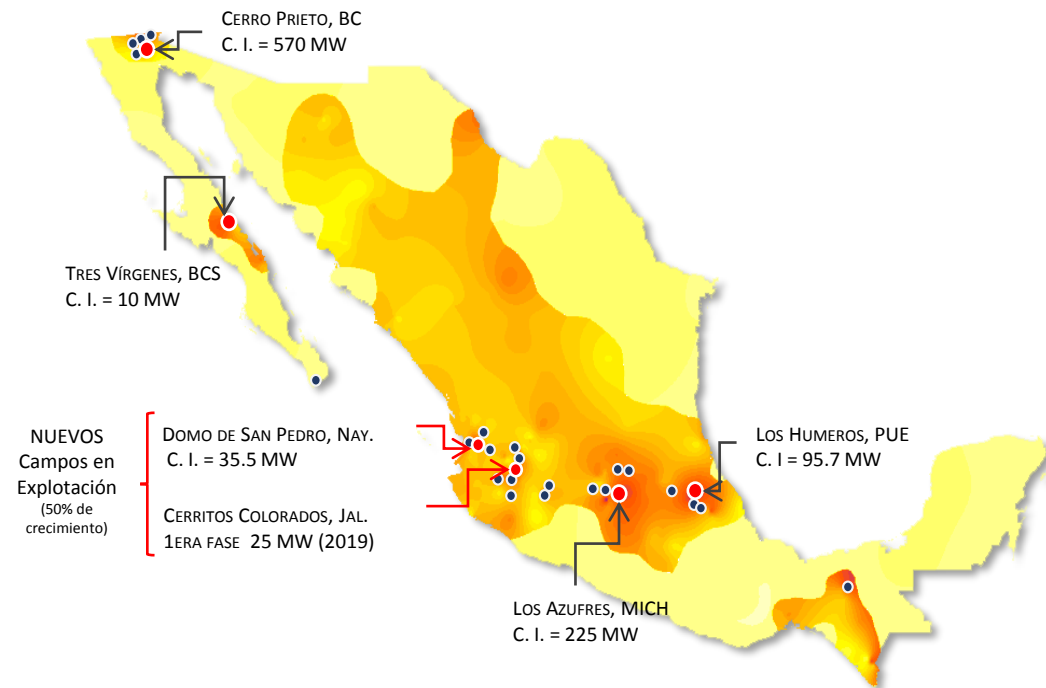 CERRO PRIETO, BC
C. I. = 570 MW
TRES VÍRGENES, BCS
C. I. = 10 MW
NUEVOS
Campos en
Explotación
(50% de
crecimiento)
DOMO DE SAN PEDRO, NAY.
C. I. = 35.5 MW
CERRITOS COLORADOS, JAL.
1ERA FASE 25 MW (2019)
LOS HUMEROS, PUE
C. I = 95.7 MW
LOS AZUFRES, MICH
C. I. = 225 MW